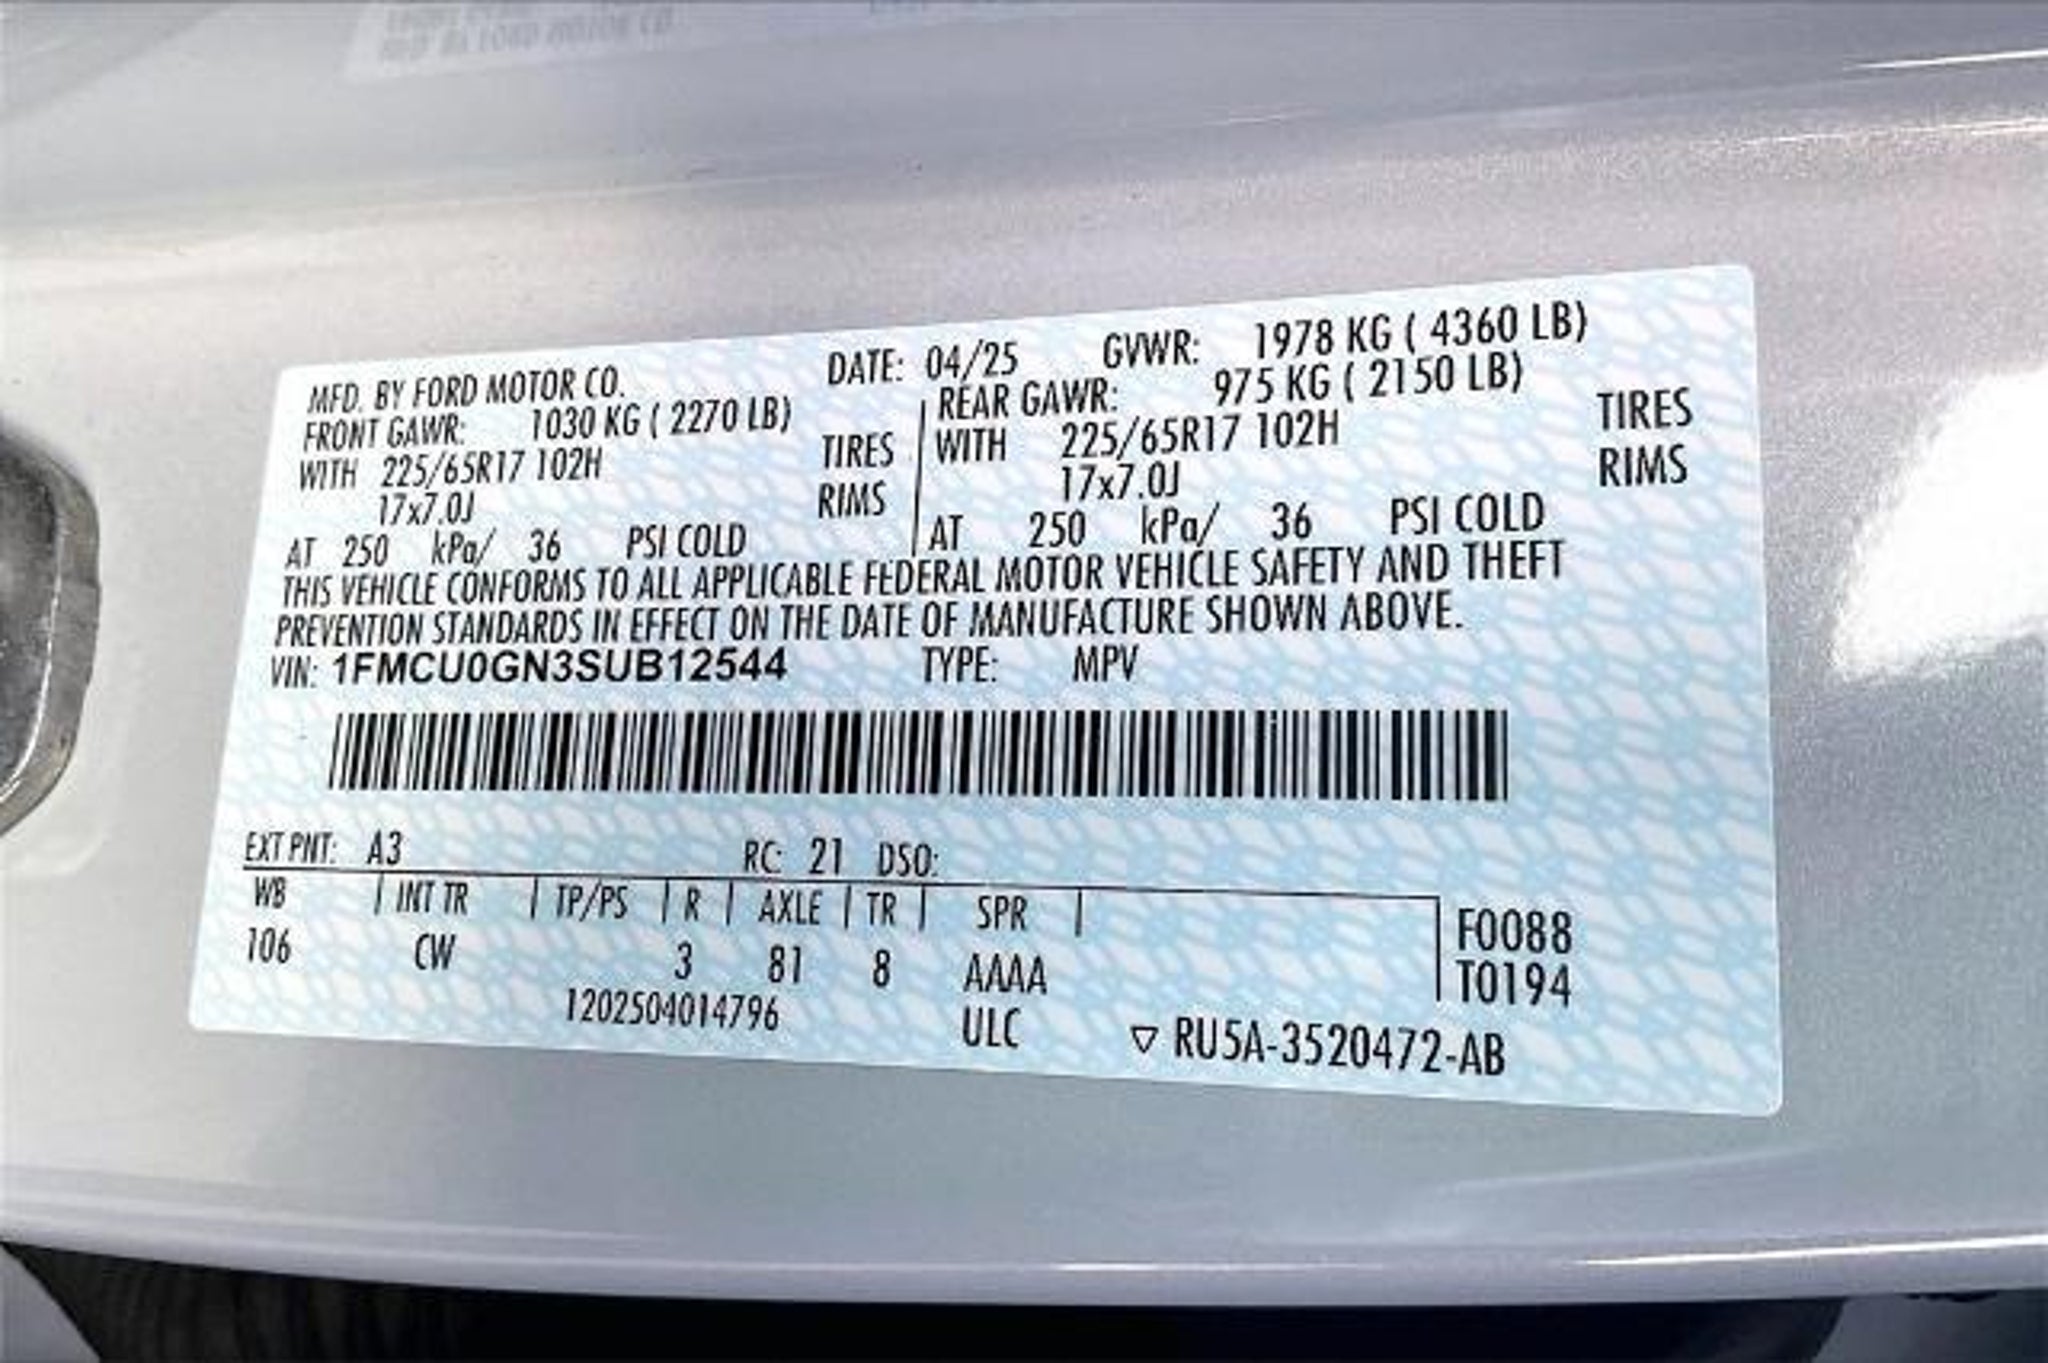 MFD. BY FORD MOTOR CO. DATE: 04/25 GVWR: 1978 KG ( 4360 LB)
FRONT GAWR: 1030 KG ( 2270 LB) REAR GAWR: 975 KG ( 2150 LB)
WITH 225/65R17 102H TIRES WITH 225/65R17 102H TIRES
17x7.0J RIMS 17x7.0J RIMS
AT 250 kPa/ 36 PSI COLD AT 250 kPa/ 36 PSI COLD
THIS VEHICLE CONFORMS TO ALL APPLICABLE FEDERAL MOTOR VEHICLE SAFETY AND THEFT
PREVENTION STANDARDS IN EFFECT ON THE DATE OF MANUFACTURE SHOWN ABOVE.
VIN: 1FMCU0GN3SUB12544 TYPE: MPV
EXT PNT: A3 RC: 21 DSO:
WB INT TR TP/PS R AXLE TR SPR F0088
106 CW 3 81 8 AAAA T0194
1202504014796 ULC ▽ RU5A-3520472-AB